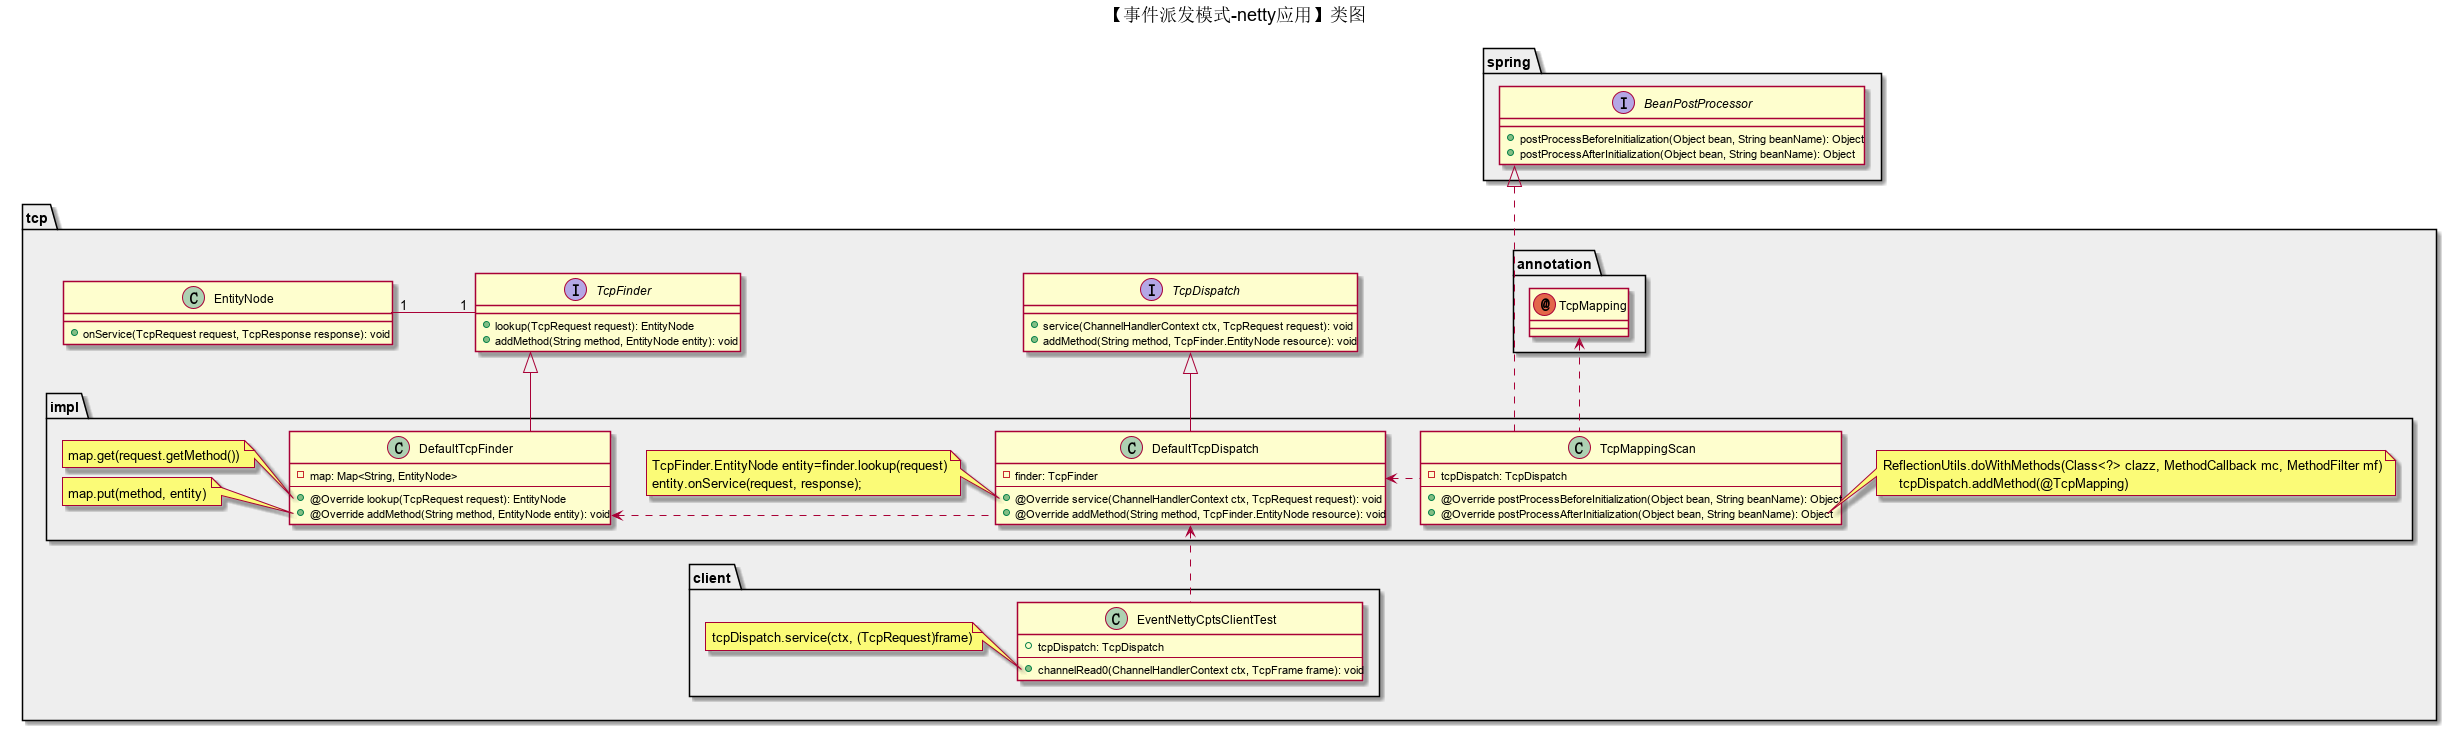 【事件派发模式-netty应用】类图
spring
BeanPostProcessor
postProcessBeforeInitialization(Object bean, String beanName): Object
postProcessAfterInitialization(Object bean, String beanName): Object
tcp
annotation
TcpMapping
EntityNode
onService(TcpRequest request, TcpResponse response): void
1
1
TcpFinder
lookup(TcpRequest request): EntityNode
addMethod(String method, EntityNode entity): void
TcpDispatch
service(ChannelHandlerContext ctx, TcpRequest request): void
addMethod(String method, TcpFinder.EntityNode resource): void
impl
map.get(request.getMethod())
map.put(method, entity)
DefaultTcpFinder
map: Map<String, EntityNode>
@Override lookup(TcpRequest request): EntityNode
@Override addMethod(String method, EntityNode entity): void
TcpFinder.EntityNode entity=finder.lookup(request)
entity.onService(request, response);
DefaultTcpDispatch
finder: TcpFinder
@Override service(ChannelHandlerContext ctx, TcpRequest request): void
@Override addMethod(String method, TcpFinder.EntityNode resource): void
TcpMappingScan
tcpDispatch: TcpDispatch
@Override postProcessBeforeInitialization(Object bean, String beanName): Object
@Override postProcessAfterInitialization(Object bean, String beanName): Object
ReflectionUtils.doWithMethods(Class<?> clazz, MethodCallback mc, MethodFilter mf)
tcpDispatch.addMethod(@TcpMapping)
client
tcpDispatch.service(ctx, (TcpRequest)frame)
EventNettyCptsClientTest
tcpDispatch: TcpDispatch
channelRead0(ChannelHandlerContext ctx, TcpFrame frame): void